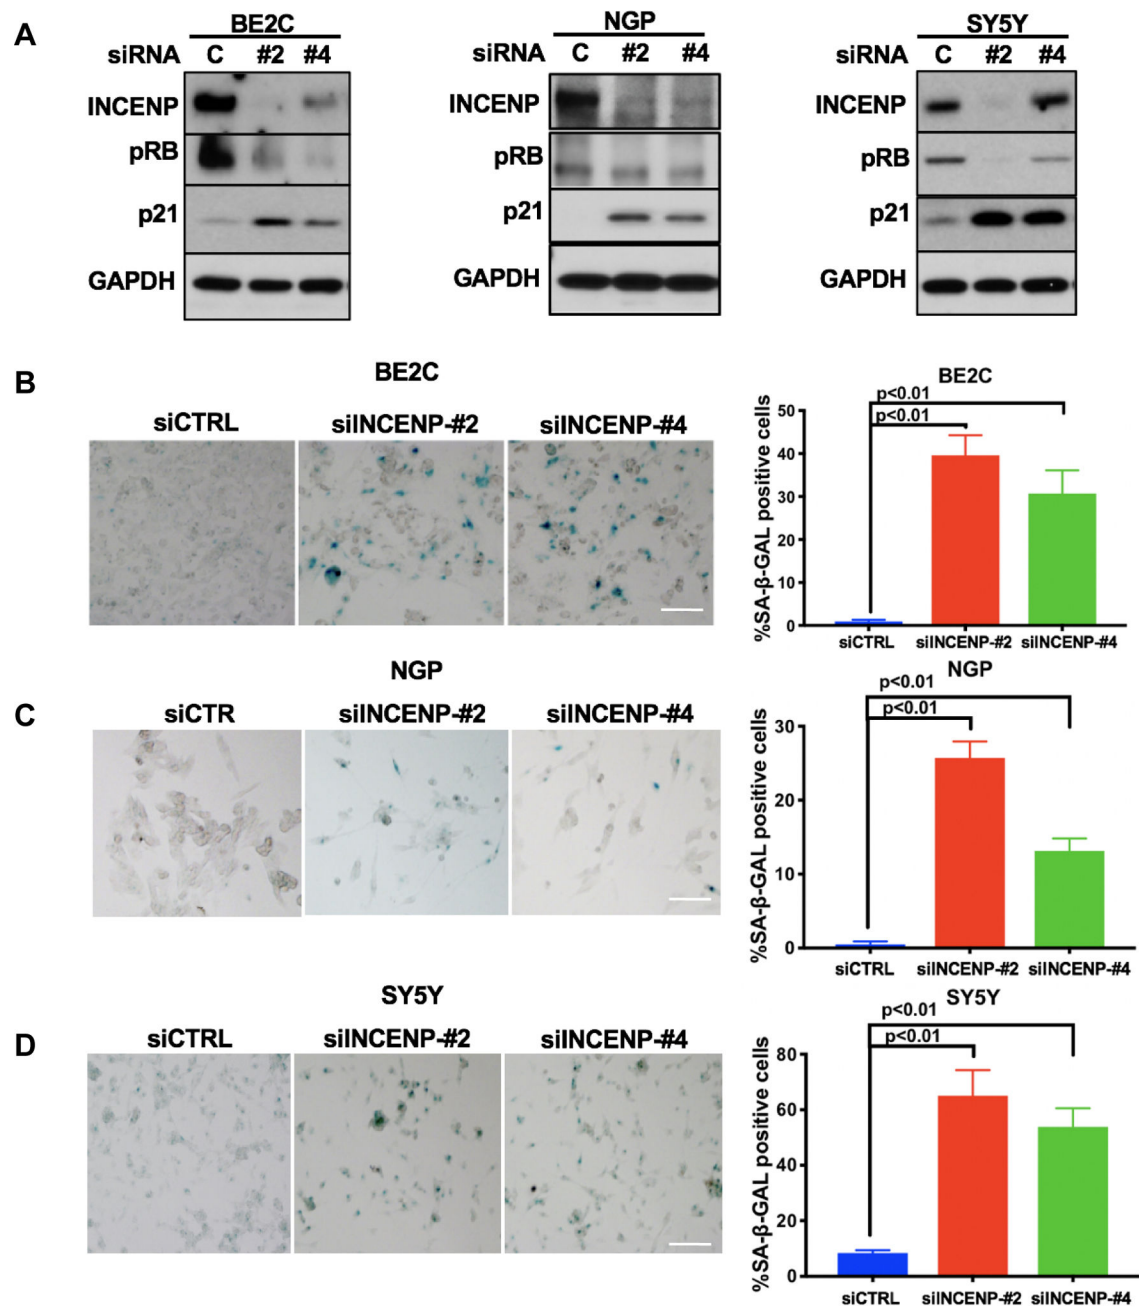 A
BE2C
siRNA C #2 #4
INCENP
pRB
p21
GAPDH
NGP
siRNA C #2 #4
INCENP
pRB
p21
GAPDH
SY5Y
siRNA C #2 #4
INCENP
pRB
p21
GAPDH
B
BE2C
siCTRL siINCENP-#2 siINCENP-#4
BE2C
p<0.01
p<0.01
%SA-β-GAL positive cells
50
40
30
20
10
0
siCTRL siINCENP-#2 siINCENP-#4
C
NGP
siCTR siINCENP-#2 siINCENP-#4
NGP
p<0.01
p<0.01
%SA-β-GAL positive cells
30
20
10
0
siCTRL siINCENP-#2 siINCENP-#4
D
SY5Y
siCTRL siINCENP-#2 siINCENP-#4
SY5Y
p<0.01
p<0.01
%SA-β-GAL positive cells
80
60
40
20
0
siCTRL siINCENP-#2 siINCENP-#4